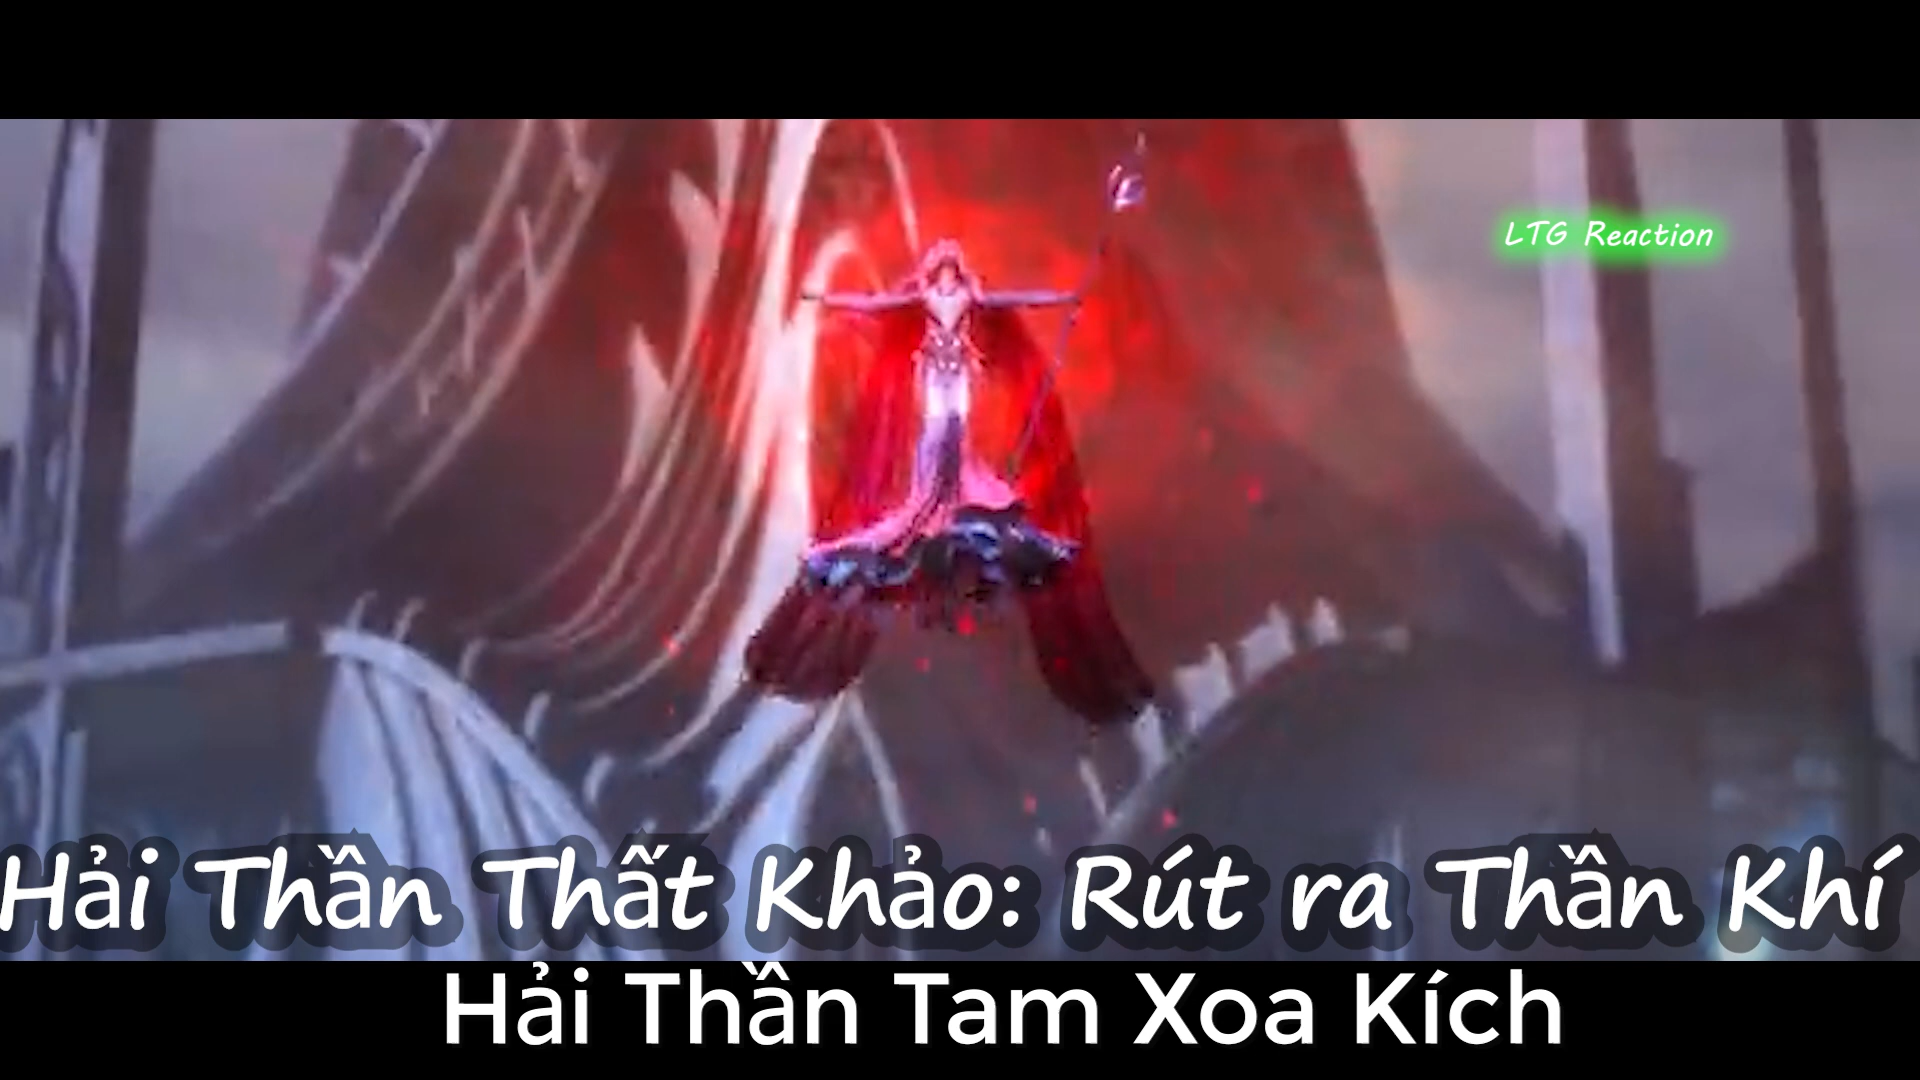 LTG Reaction
Hải Thần Thất Khảo: Rút ra Thần Khí
Hải Thần Tam Xoa Kích